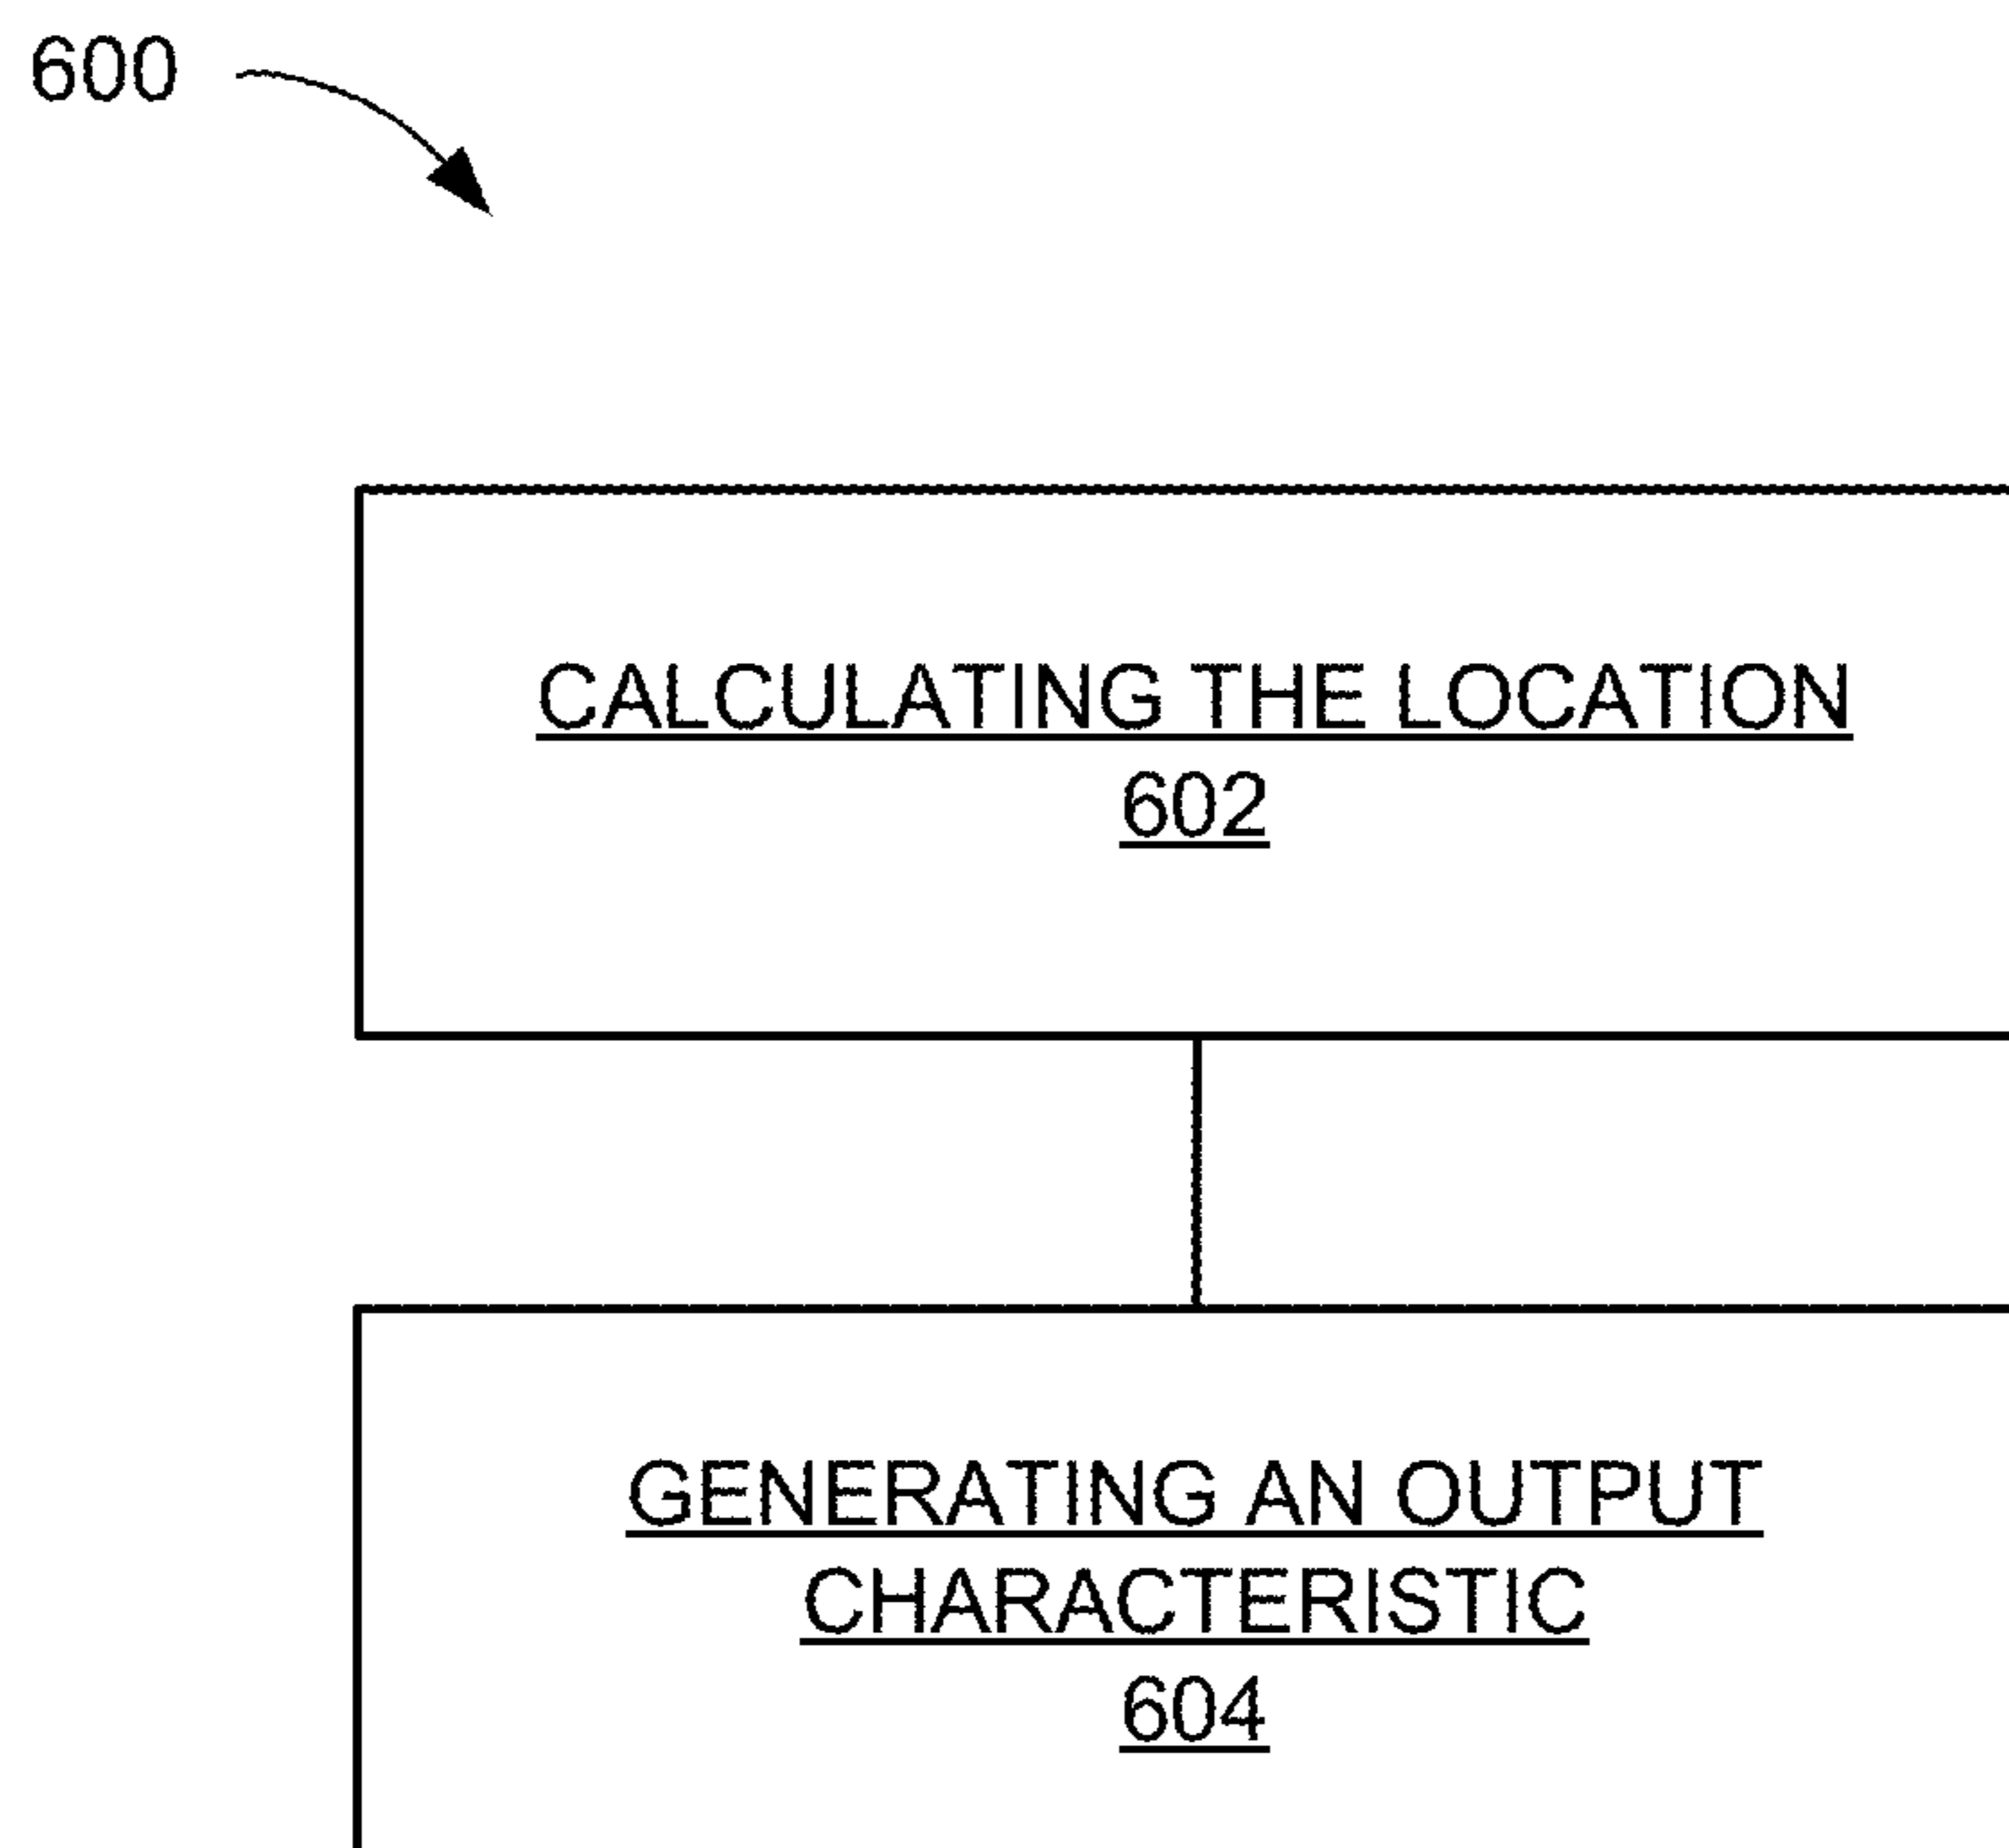 600
CALCULATING THE LOCATION
602
GENERATING AN OUTPUT
CHARACTERISTIC
604